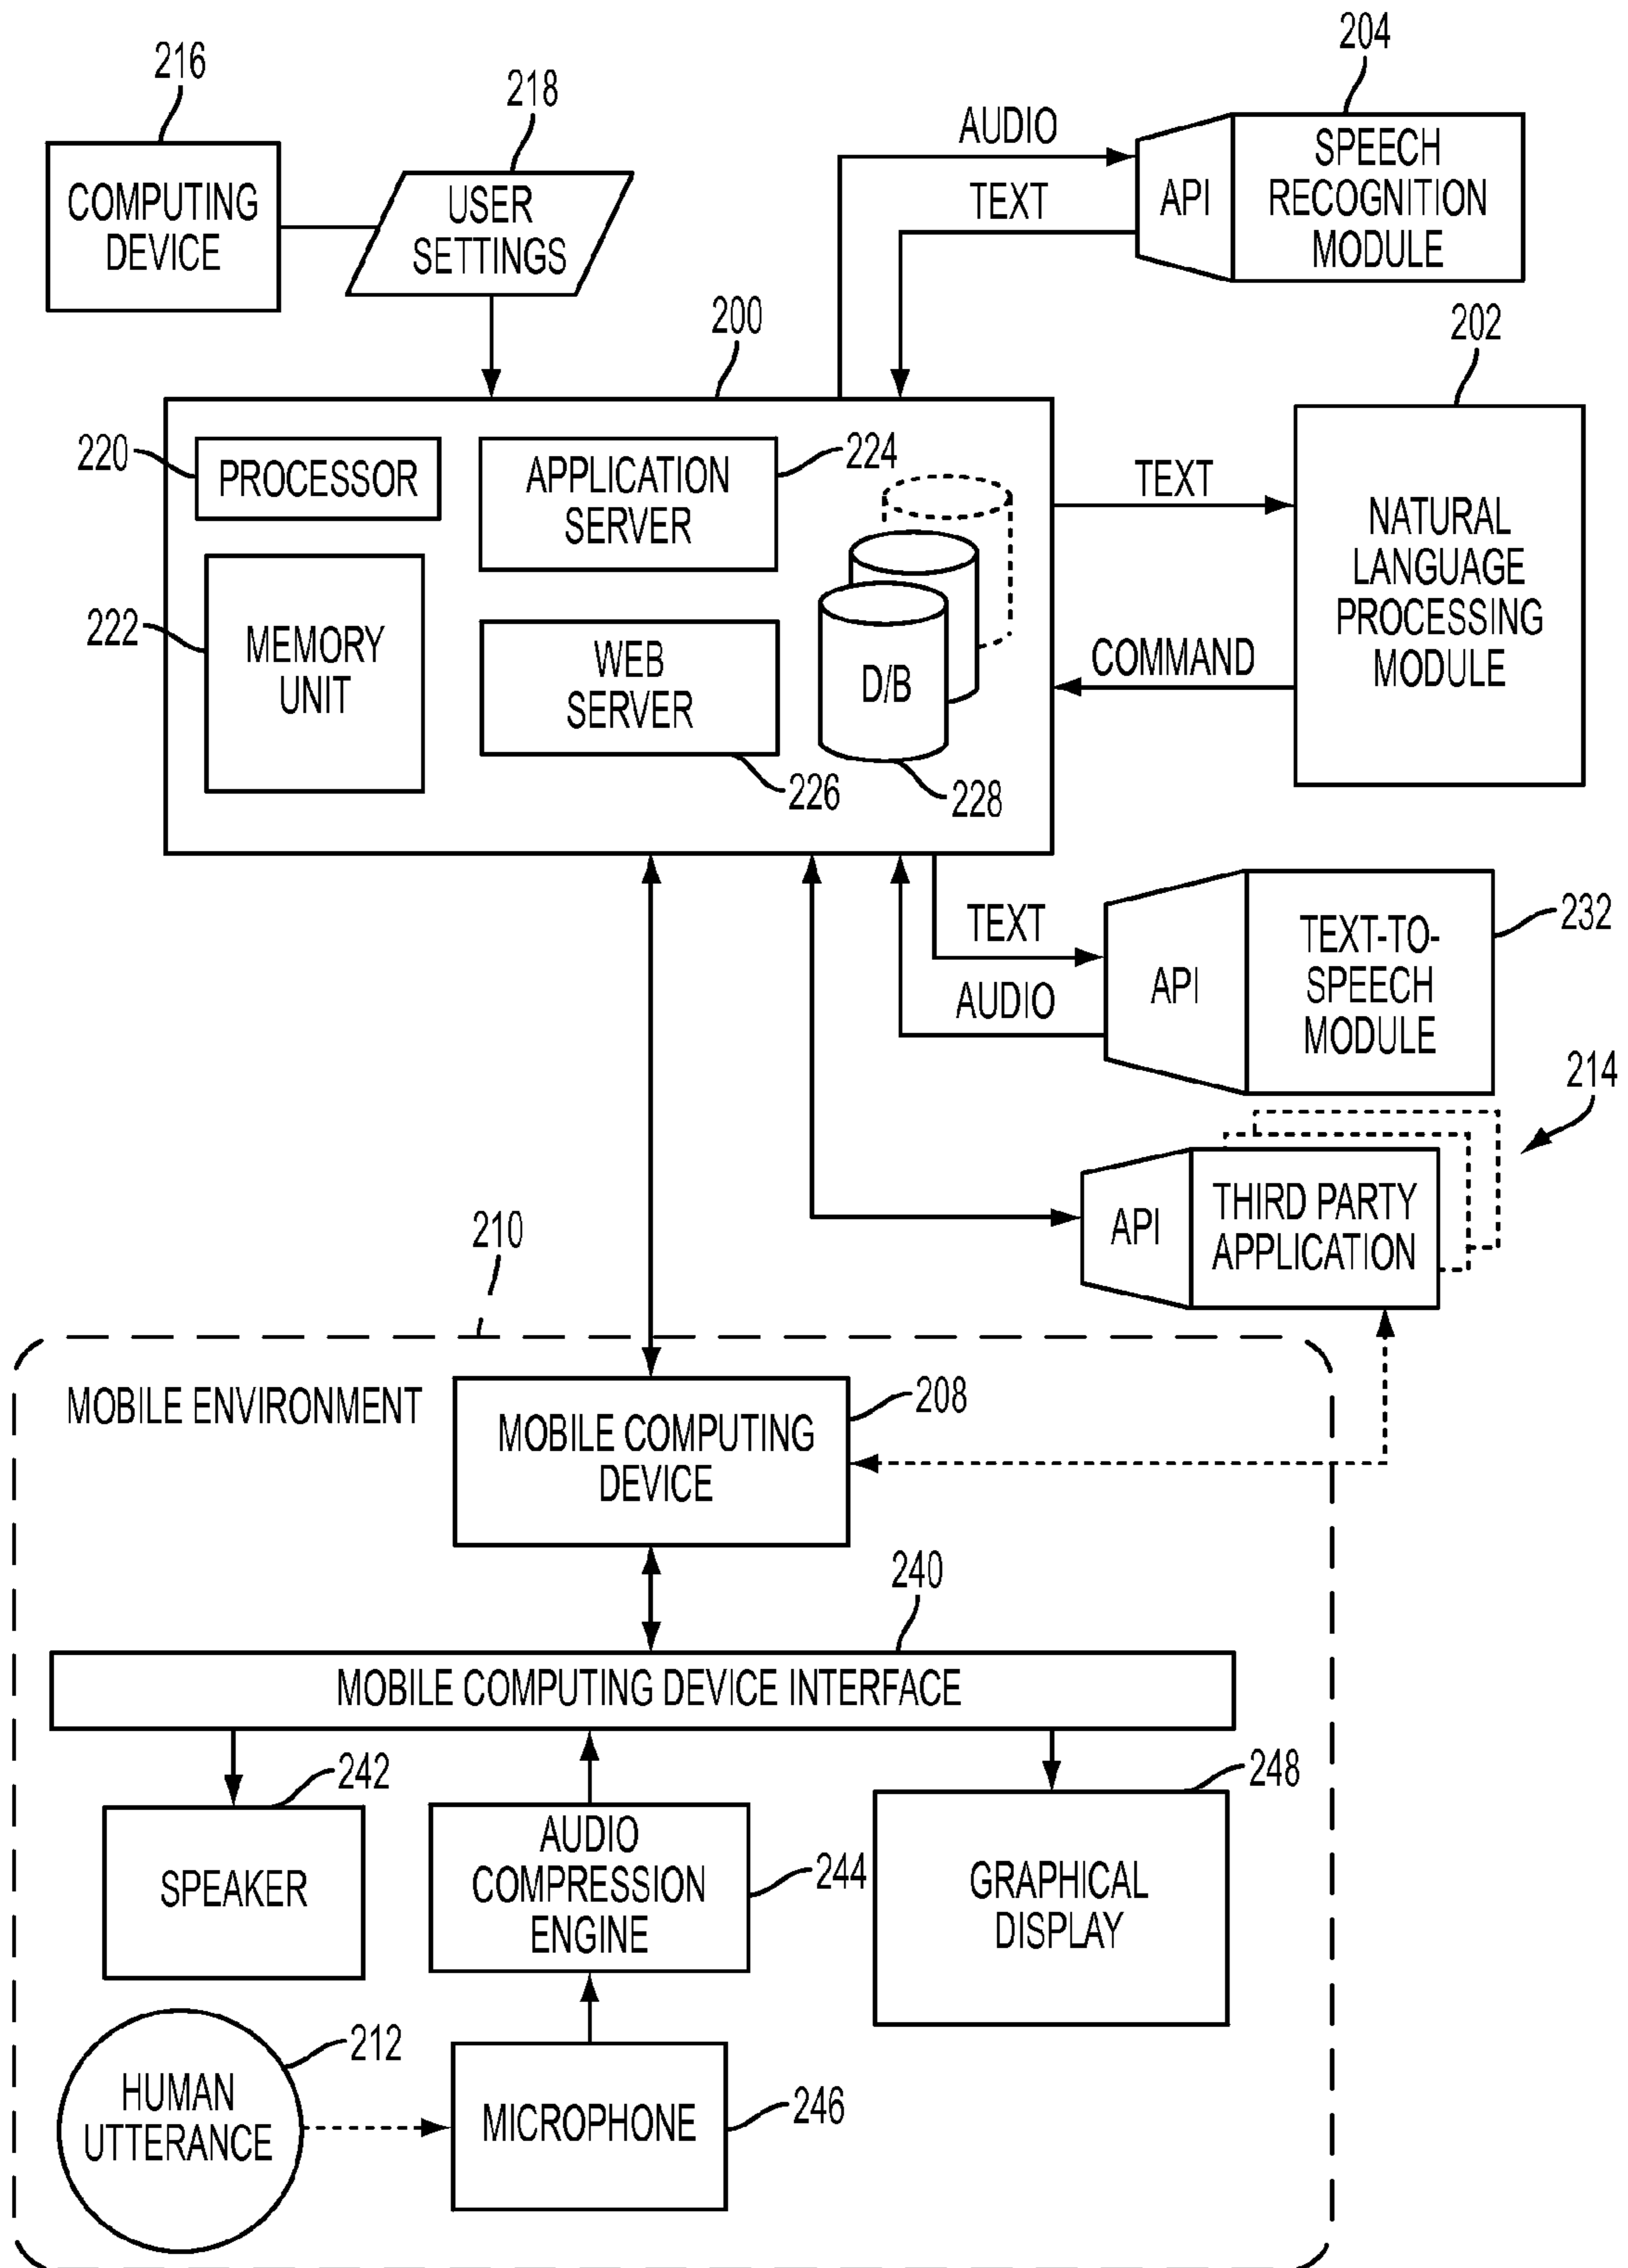 204
216
218
AUDIO
SPEECH
RECOGNITION
MODULE
API
TEXT
COMPUTING
DEVICE
USER
SETTINGS
200
202
220
PROCESSOR
APPLICATION
SERVER
224
TEXT
NATURAL
LANGUAGE
PROCESSING
MODULE
222
MEMORY
UNIT
WEB
SERVER
D/B
COMMAND
226
228
TEXT
AUDIO
API
TEXT-TO-
SPEECH
MODULE
232
214
API
THIRD PARTY
APPLICATION
210
MOBILE ENVIRONMENT
208
MOBILE COMPUTING
DEVICE
240
MOBILE COMPUTING DEVICE INTERFACE
242
248
SPEAKER
AUDIO
COMPRESSION
ENGINE
244
GRAPHICAL
DISPLAY
212
HUMAN
UTTERANCE
MICROPHONE
246